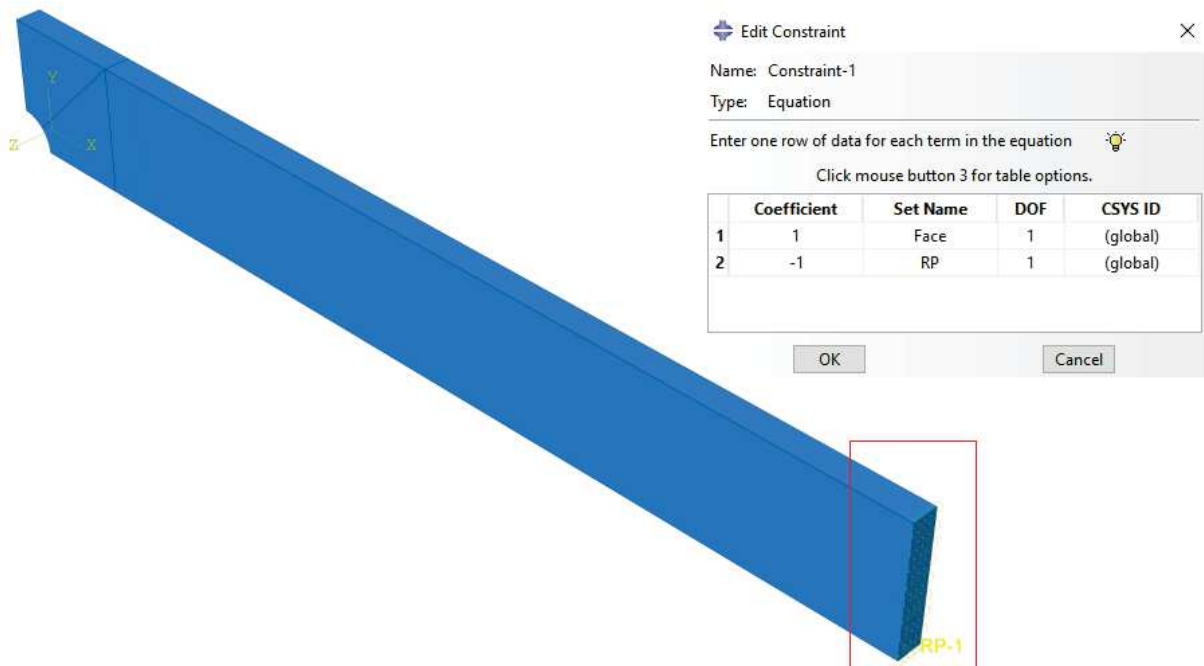 Edit Constraint
Name: Constraint-1
Type: Equation
Enter one row of data for each term in the equation
Click mouse button 3 for table options.
Coefficient Set Name DOF CSYS ID
1 1 Face 1 (global)
2 -1 RP 1 (global)
OK Cancel
Y
Z X
RP-1